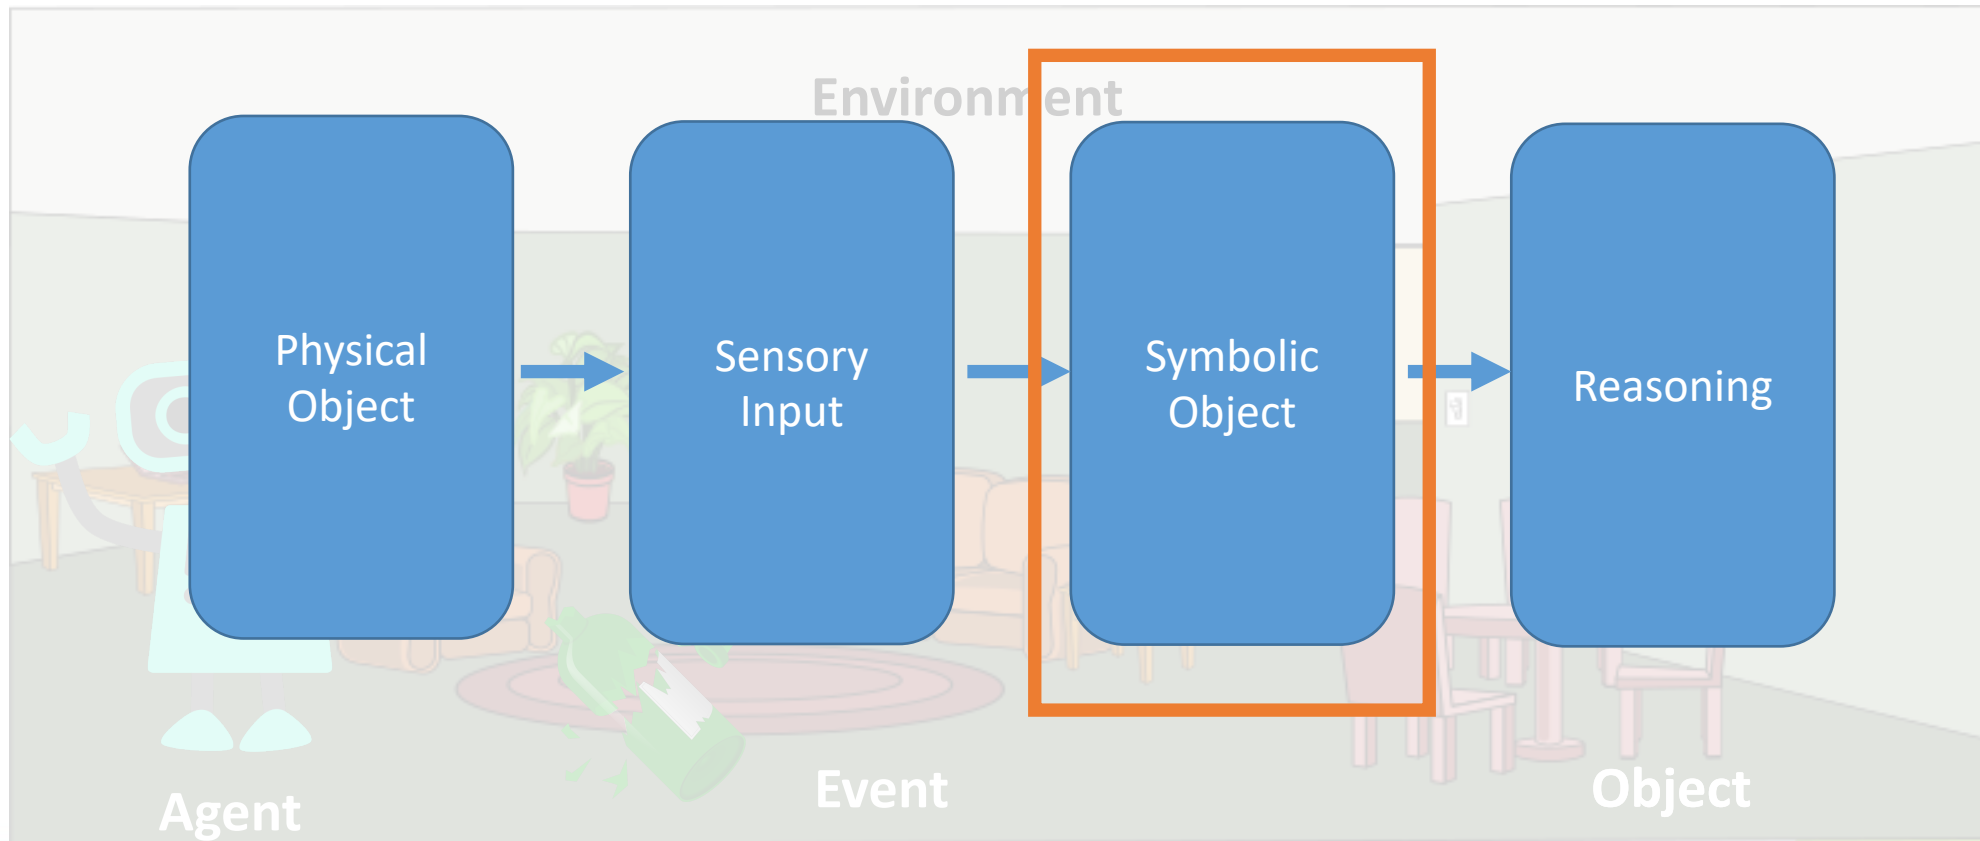 Environment
Physical
Object
Sensory
Input
Symbolic
Object
Reasoning
Agent
Event
Object